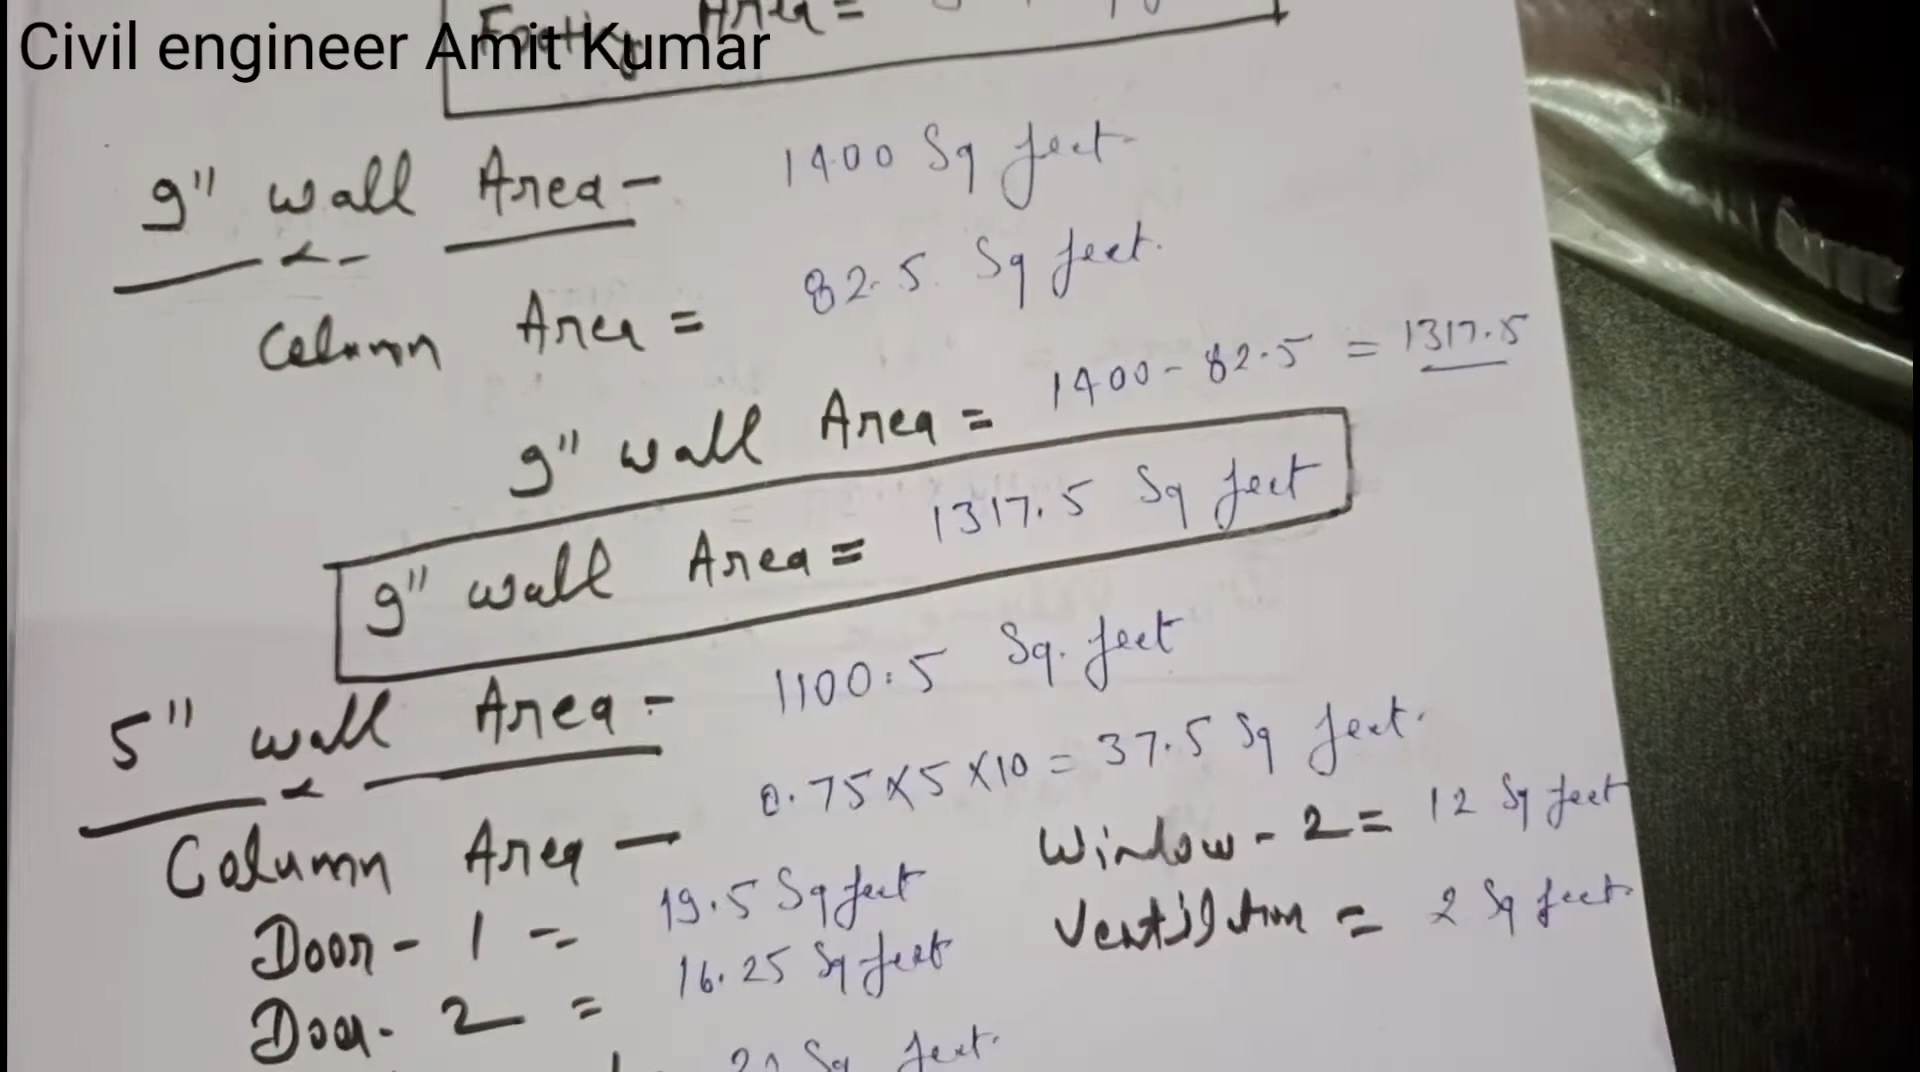 Civil engineer Amit Kumar
Area =
9" wall Area - 1400 Sq feet
Column Area = 82.5 Sq feet.
9" wall Area = 1400 - 82.5 = 1317.5
9" wall Area = 1317.5 Sq feet
5" wall Area - 1100.5 Sq. feet
Column Area - 0.75 X 5 X 10 = 37.5 Sq feet.
Door - 1 = 19.5 Sq feet
Window - 2 = 12 Sq feet
Door - 2 = 16.25 Sq feet
Ventilation = 2 Sq feet.
Sq feet.